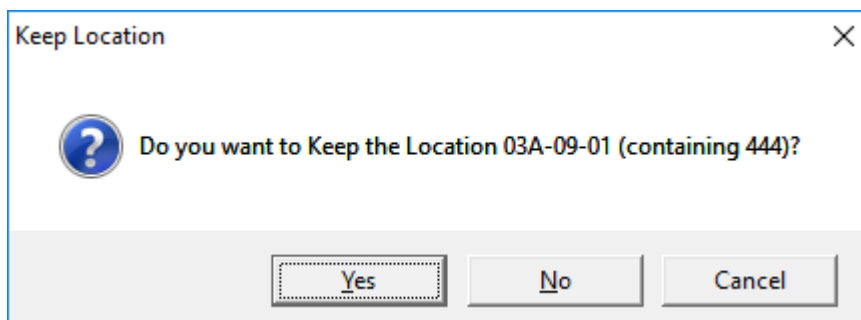 Keep Location
Do you want to Keep the Location 03A-09-01 (containing 444)?
Yes No Cancel